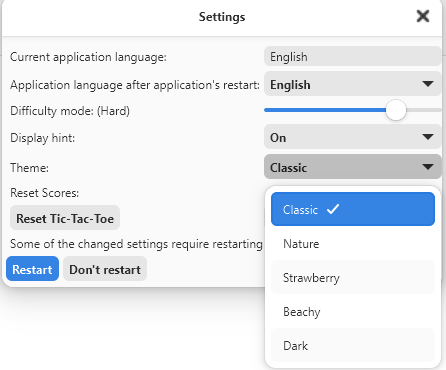 Settings
Current application language: English
Application language after application's restart: English
Difficulty mode: (Hard)
Display hint: On
Theme: Classic
Reset Scores:
Classic
Reset Tic-Tac-Toe
Some of the changed settings require restarting
Nature
Restart Don't restart
Strawberry
Beachy
Dark